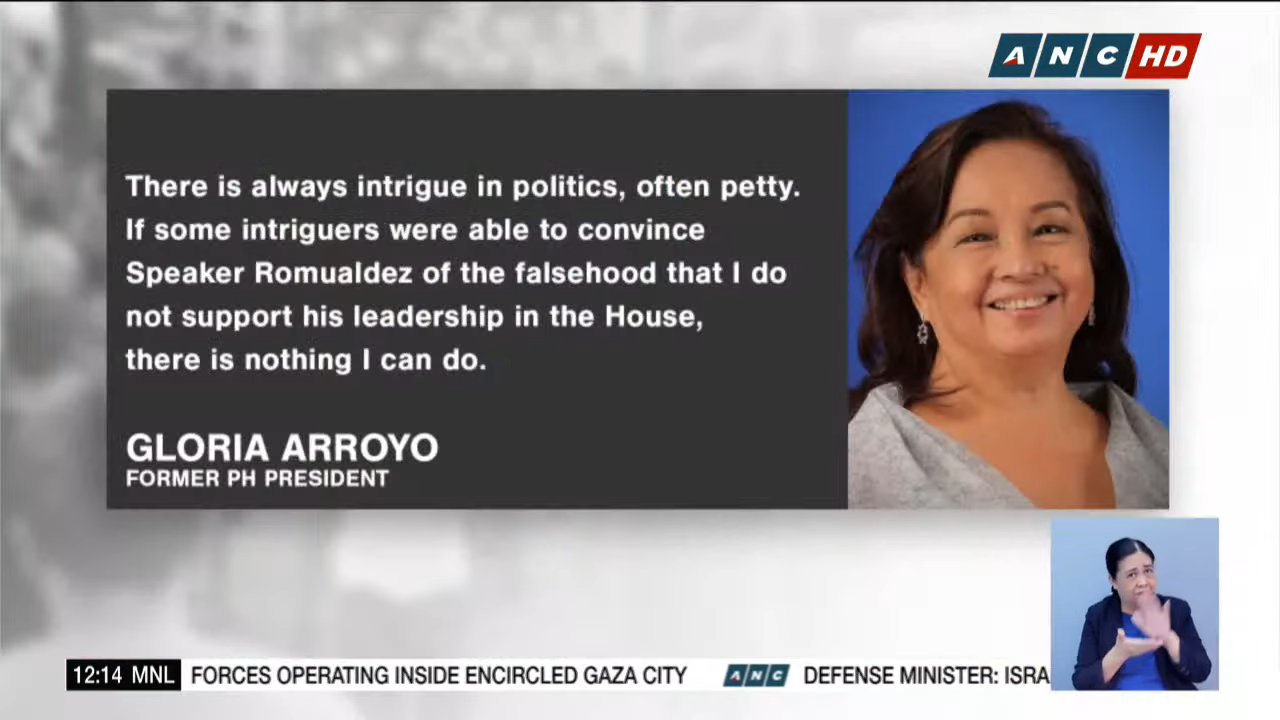 ANC HD
There is always intrigue in politics, often petty.
If some intriguers were able to convince
Speaker Romualdez of the falsehood that I do
not support his leadership in the House,
there is nothing I can do.
GLORIA ARROYO
FORMER PH PRESIDENT
12:14 MNL FORCES OPERATING INSIDE ENCIRCLED GAZA CITY ANC DEFENSE MINISTER: ISRA